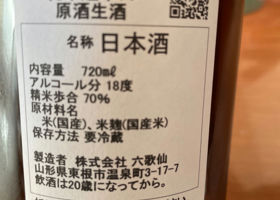 原酒生酒
名称 日本酒
内容量 720mℓ
アルコール分 18度
精米歩合 70%
原材料名
米(国産)、米麹(国産米)
保存方法 要冷蔵
製造者 株式会社 六歌仙
山形県東根市温泉町3-17-7
飲酒は20歳になってから。